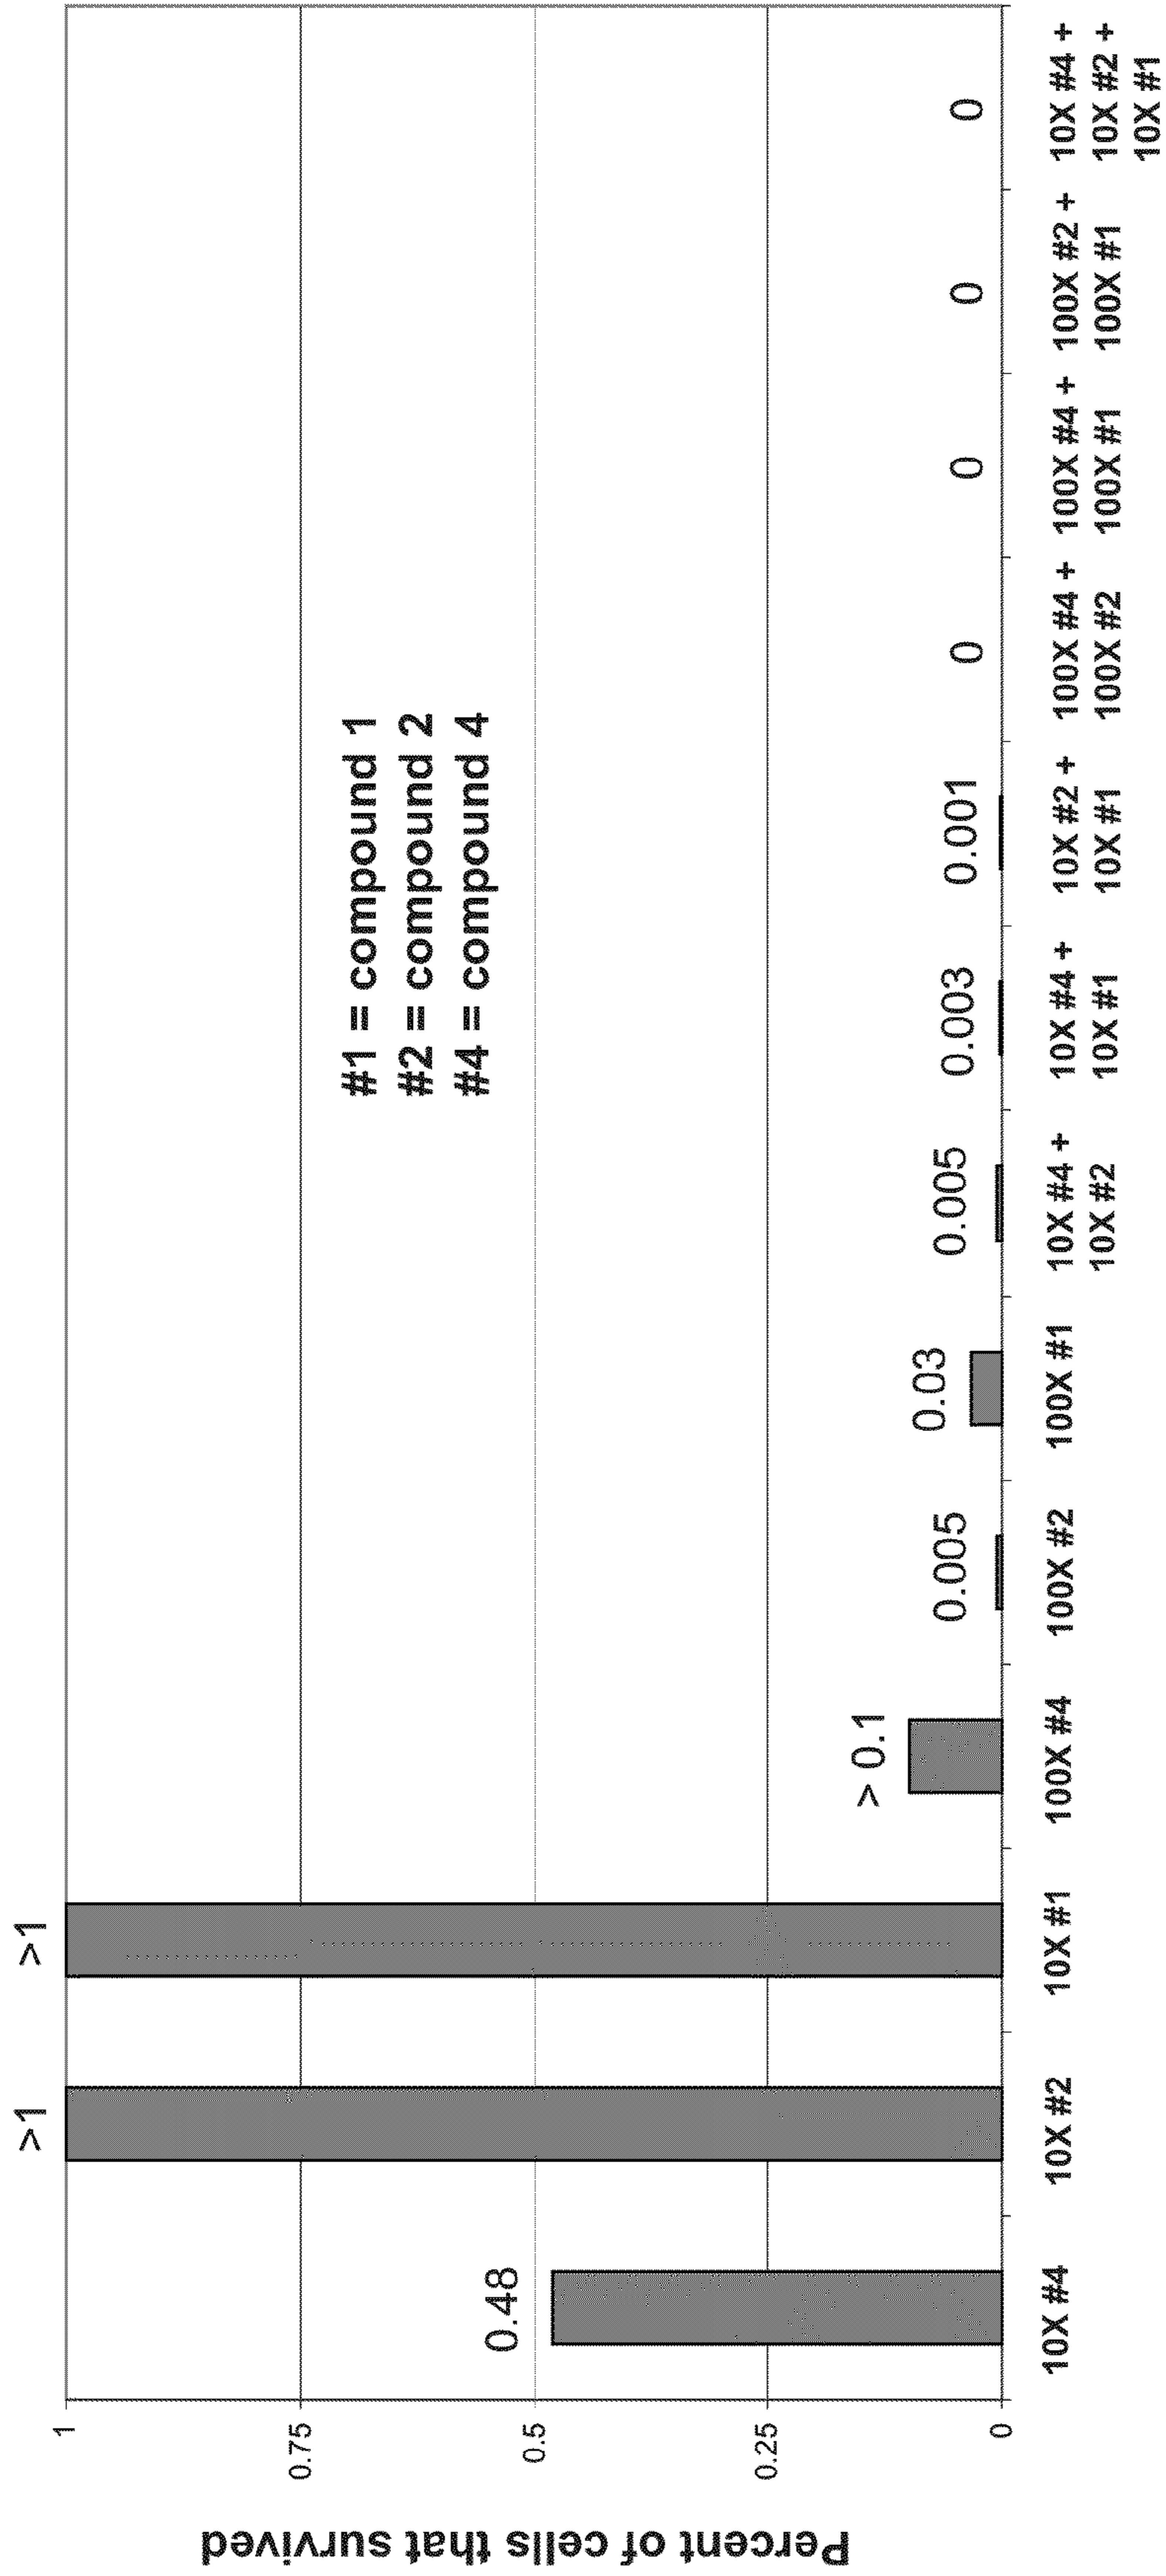 Percent of cells that survived
1
0.75
0.5
0.25
0
0.48
>1
>1
> 0.1
0.005
0.03
0.005
0.003
0.001
0
0
0
0
#1 = compound 1
#2 = compound 2
#4 = compound 4
10X #4
10X #2
10X #1
100X #4
100X #2
100X #1
10X #4 +
10X #2
10X #4 +
10X #1
10X #2 +
10X #1
100X #4 +
100X #2
100X #4 +
100X #1
100X #2 +
100X #1
10X #4 +
10X #2 +
10X #1